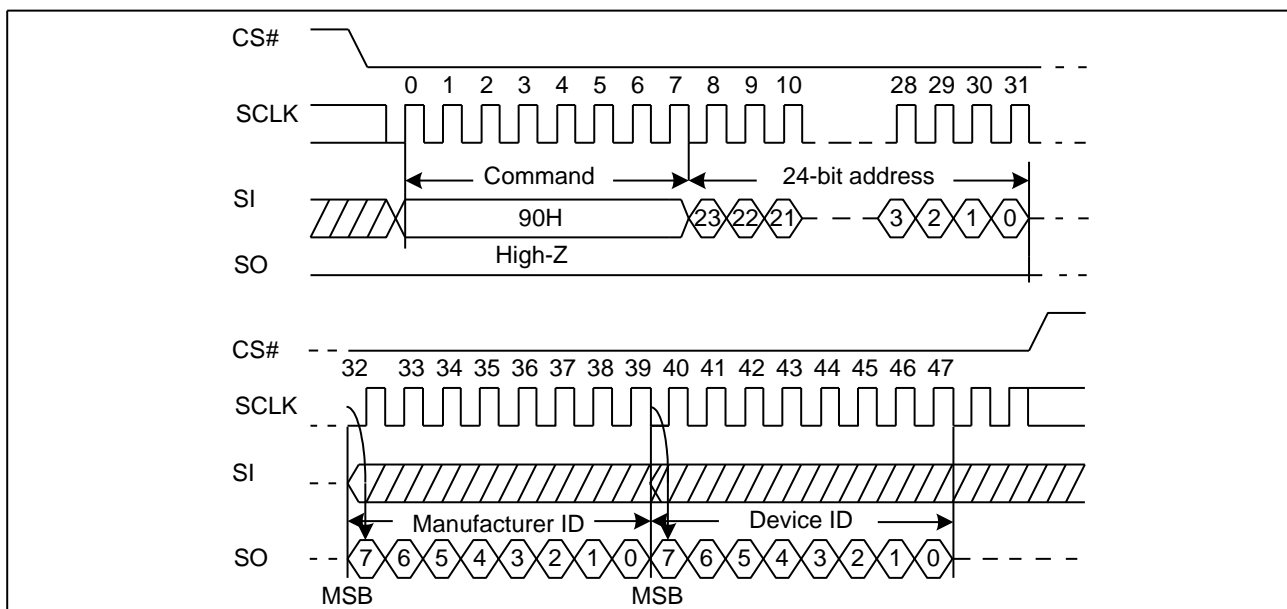 CS#
0 1 2 3 4 5 6 7 8 9 10 28 29 30 31
SCLK
Command 24-bit address
SI
90H 23 22 21 3 2 1 0
High-Z
SO
CS#
32 33 34 35 36 37 38 39 40 41 42 43 44 45 46 47
SCLK
SI
Manufacturer ID Device ID
SO 7 6 5 4 3 2 1 0 7 6 5 4 3 2 1 0
MSB MSB